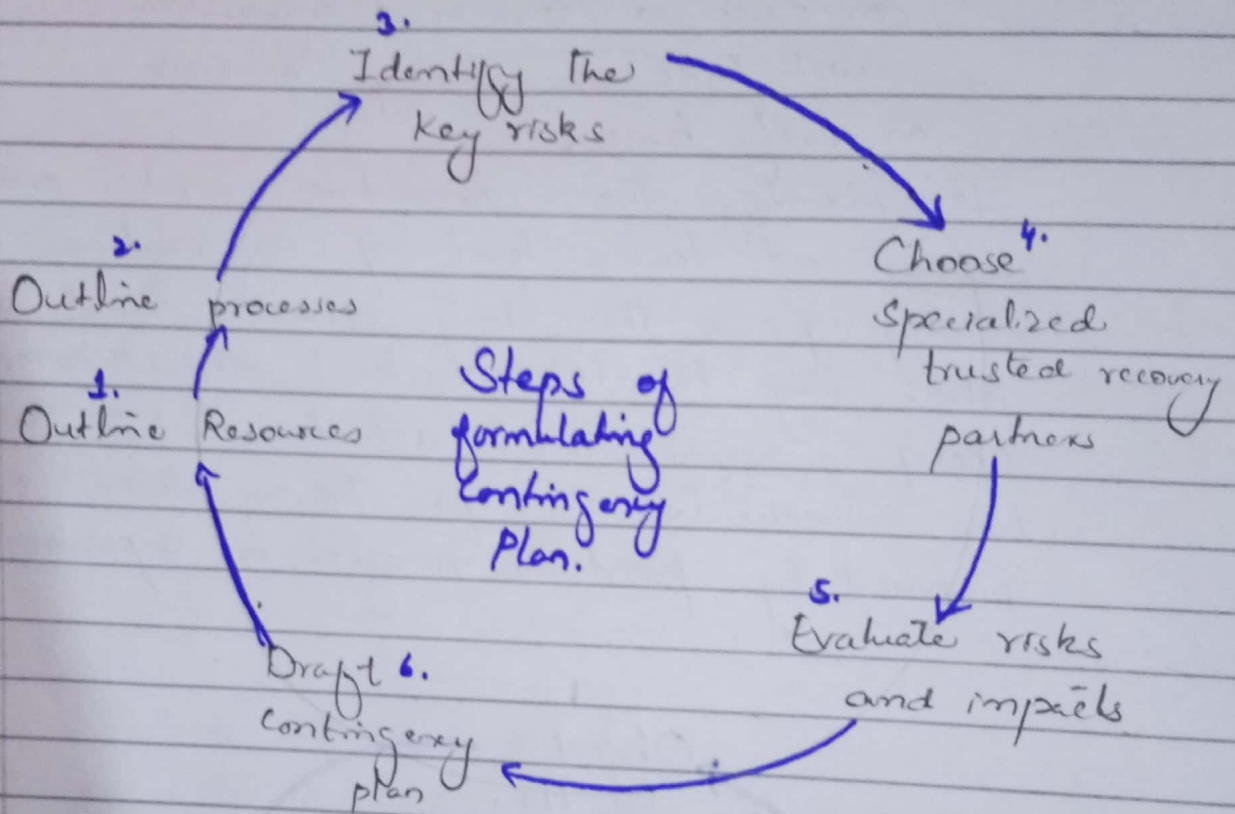 3.
Identify The
Key risks
4.
Choose
specialized
trusted recovery
partners
5.
Evaluate risks
and impacts
6.
Draft
contingency
plan
1.
Outline Resources
2.
Outline processes
Steps of
formulating
Contingency
Plan.